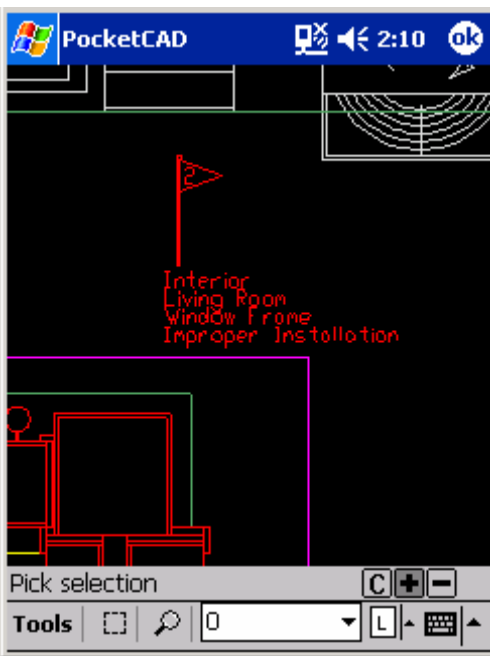 PocketCAD 2:10 ok
2
Interior
Living Room
Window Frame
Improper Installation
Pick selection C
Tools 0 L